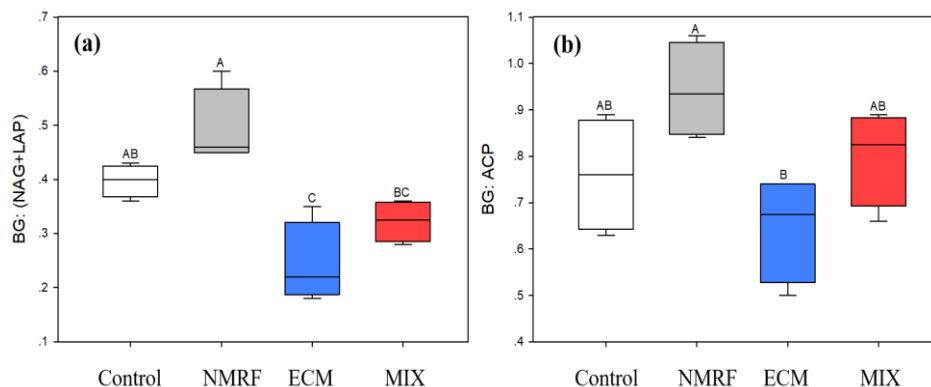 (a)
BG: (NAG+LAP)
.7
.6
.5
.4
.3
.2
.1
AB
A
C
BC
Control NMRF ECM MIX
(b)
BG: ACP
1.1
1.0
.9
.8
.7
.6
.5
.4
AB
A
B
AB
Control NMRF ECM MIX